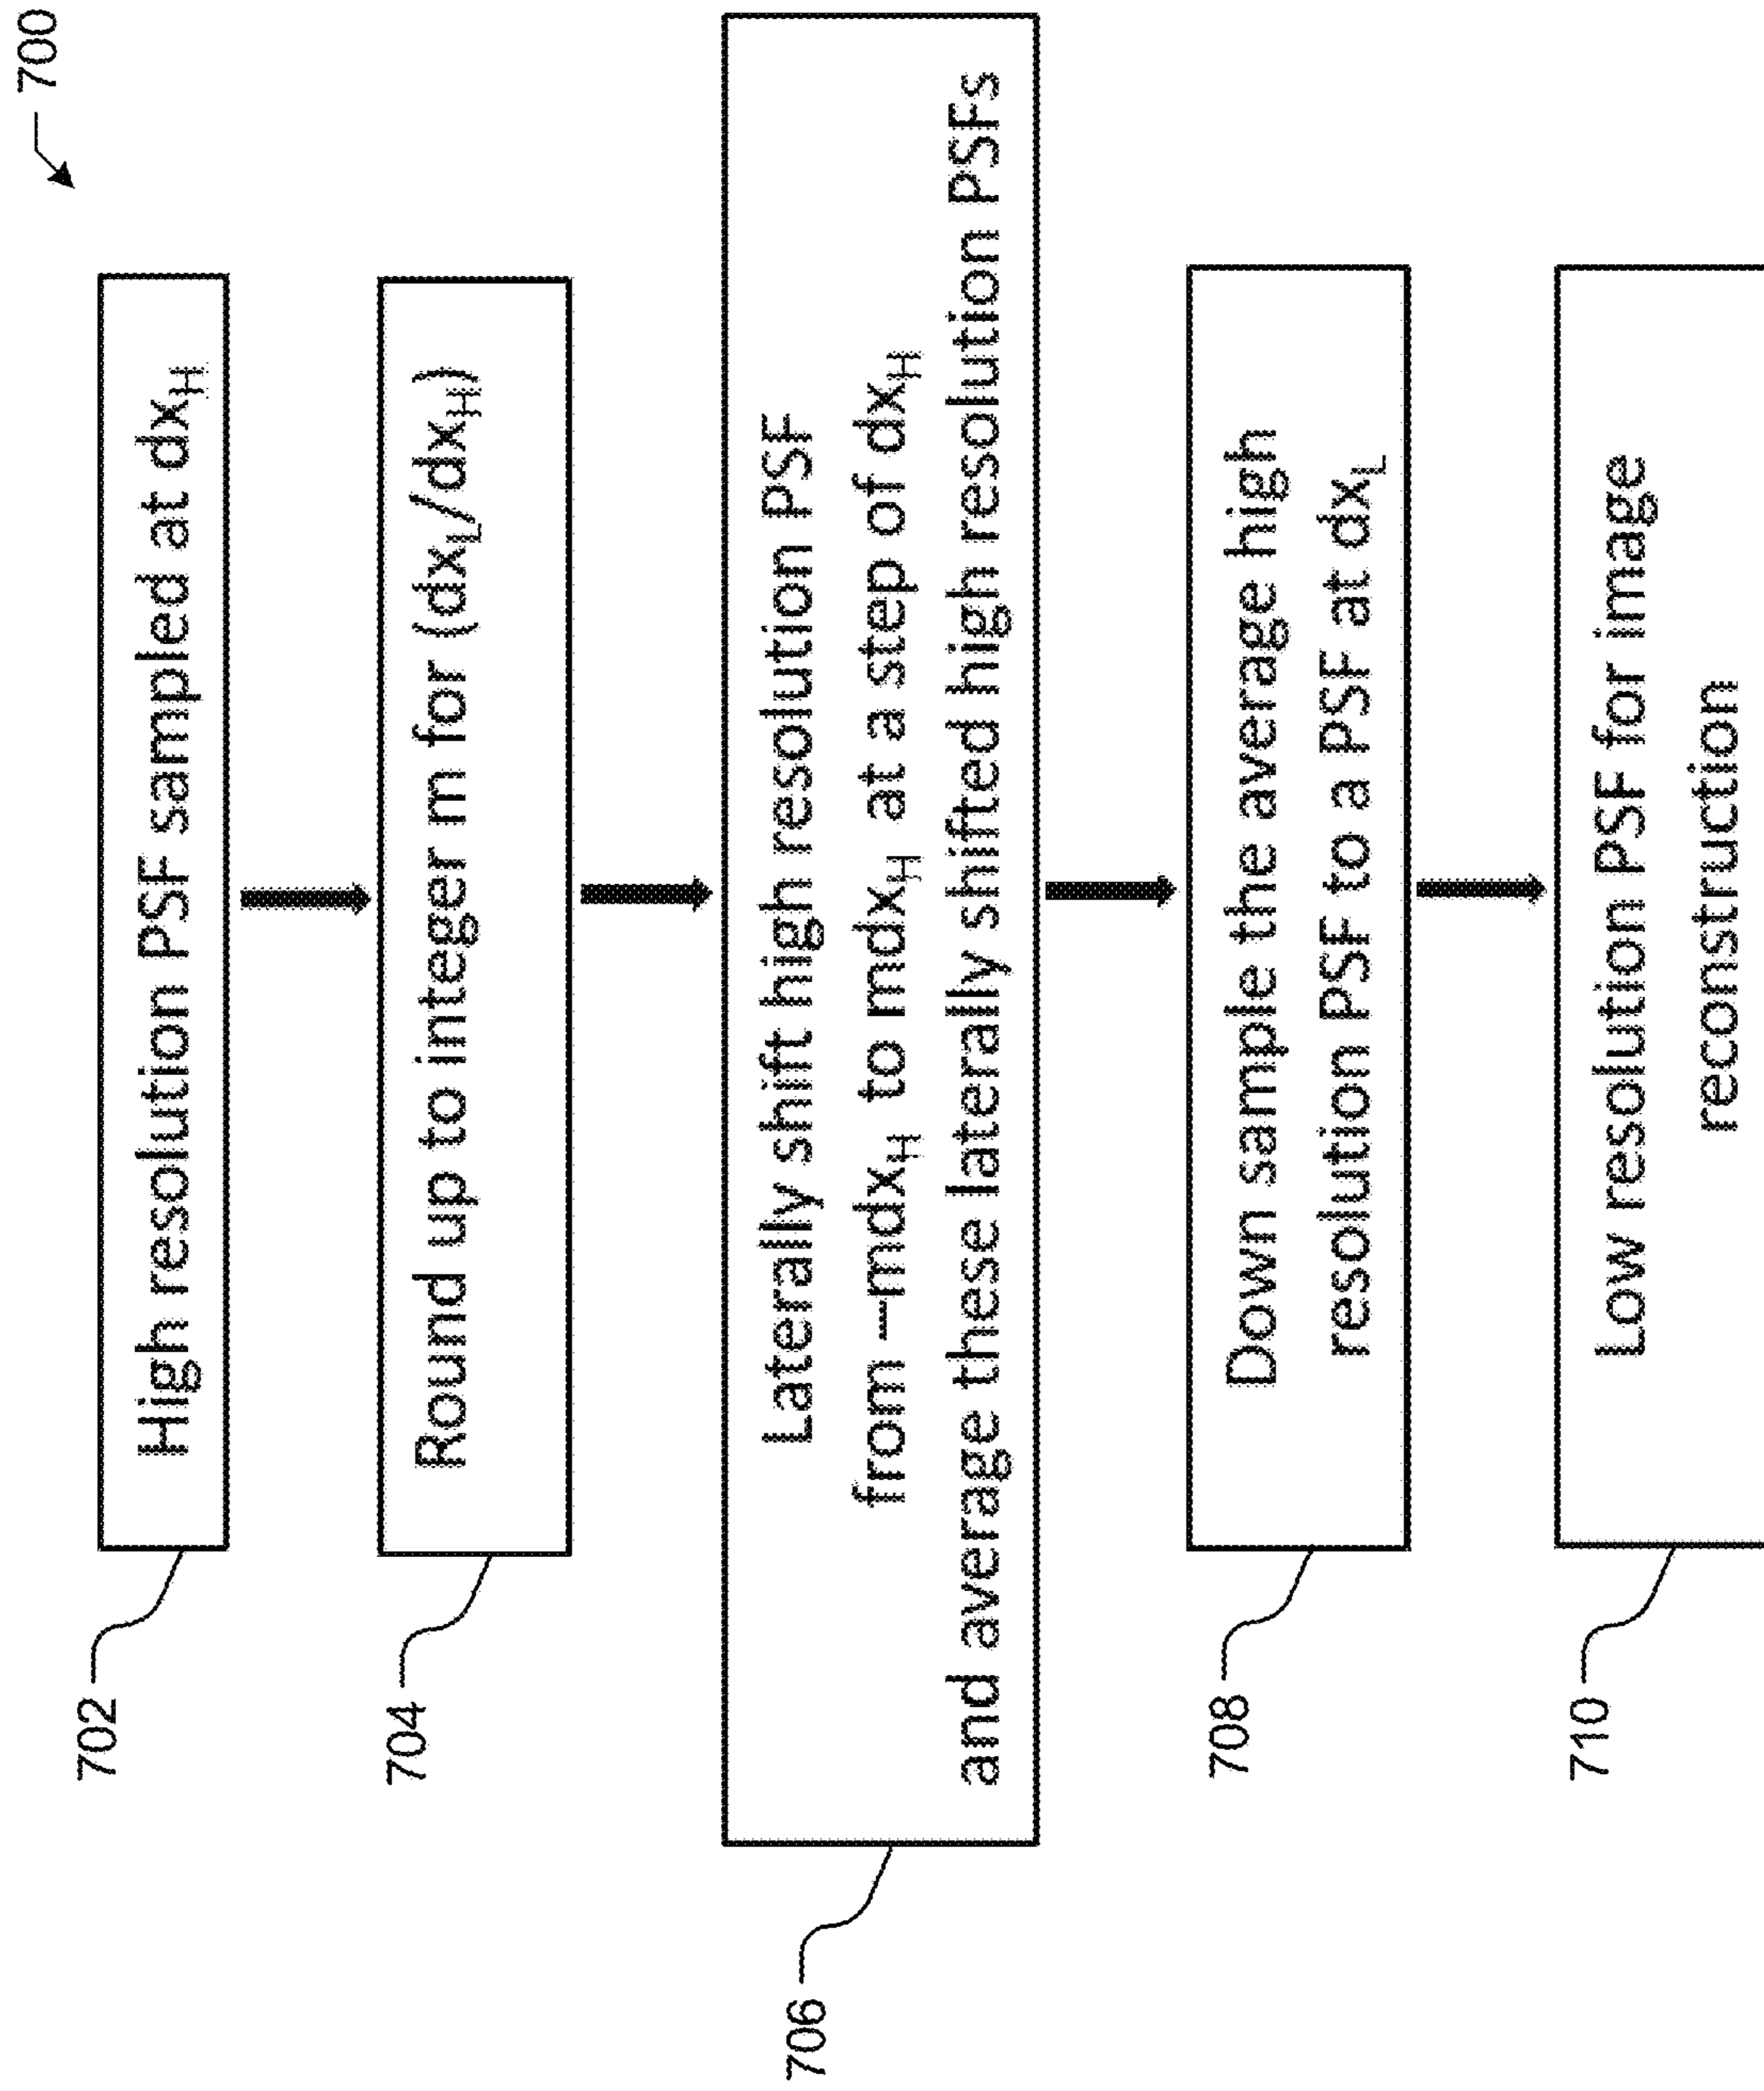 700
702
High resolution PSF sampled at dx_H
704
Round up to integer m for (dx_L/dx_H)
706
Laterally shift high resolution PSF
from –mdx_H to mdx_H at a step of dx_H
and average these laterally shifted high resolution PSFs
708
Down sample the average high
resolution PSF to a PSF at dx_L
710
Low resolution PSF for image
reconstruction